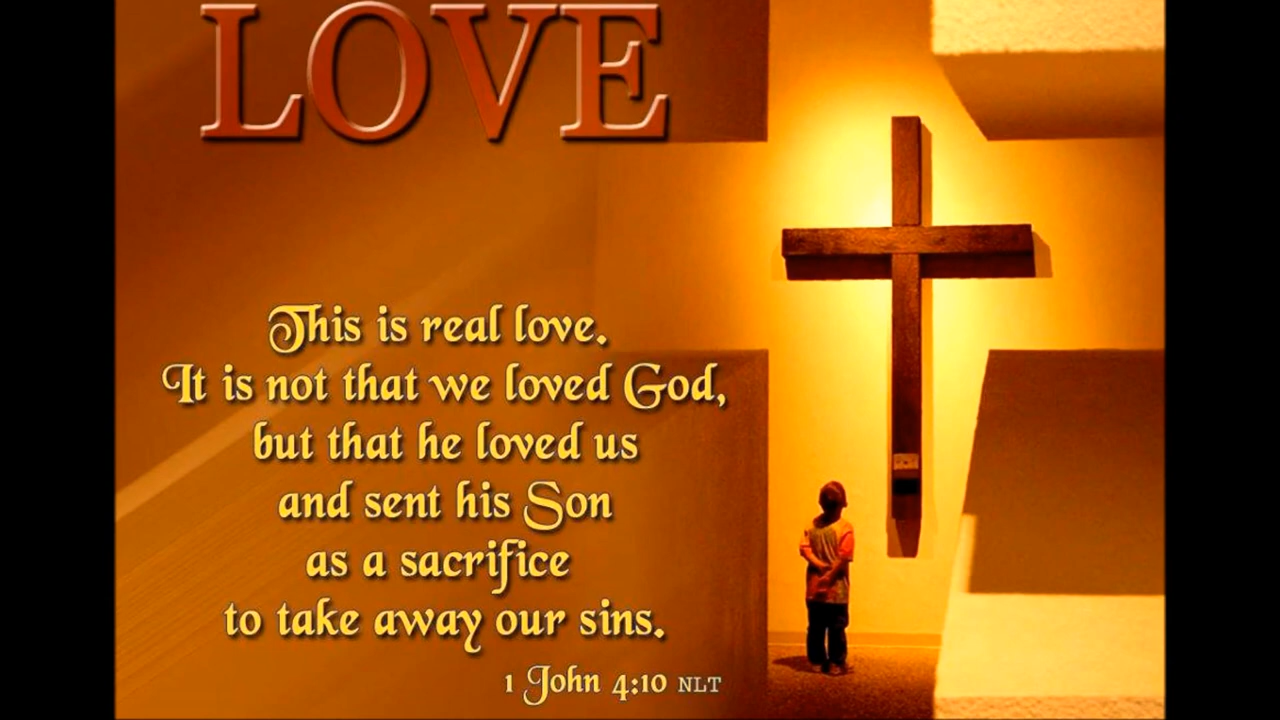 LOVE
This is real love.
It is not that we loved God,
but that he loved us
and sent his Son
as a sacrifice
to take away our sins.
1 John 4:10 NLT